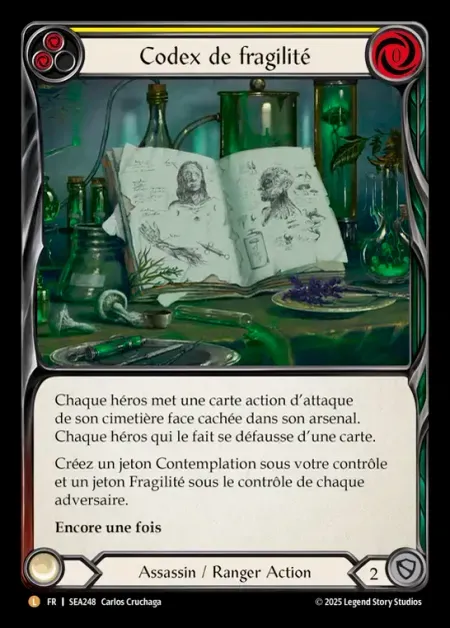 Codex de fragilité
0
Chaque héros met une carte action d'attaque
de son cimetière face cachée dans son arsenal.
Chaque héros qui le fait se défausse d'une carte.
Créez un jeton Contemplation sous votre contrôle
et un jeton Fragilité sous le contrôle de chaque
adversaire.
Encore une fois
Assassin / Ranger Action
2
L FR | SEA248 Carlos Cruchaga
© 2025 Legend Story Studios